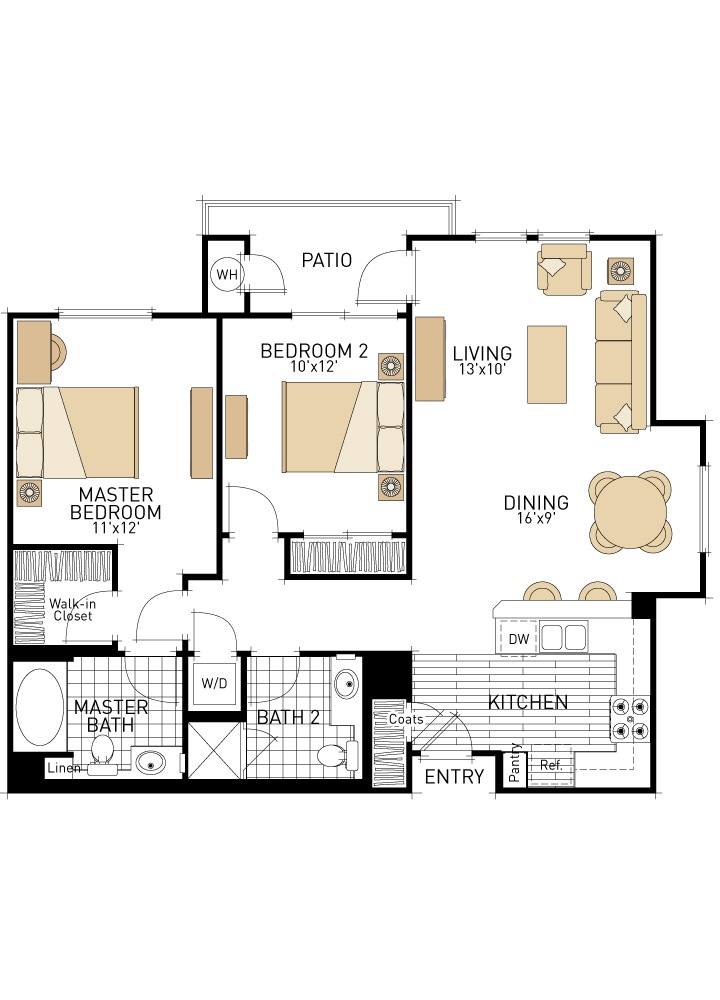 PATIO
WH
BEDROOM 2
10'x12'
LIVING
13'x10'
MASTER
BEDROOM
11'x12'
DINING
16'x9'
Walk-in
Closet
DW
W/D
MASTER
BATH
BATH 2
KITCHEN
Coats
Linen
ENTRY
Pantry
Ref.